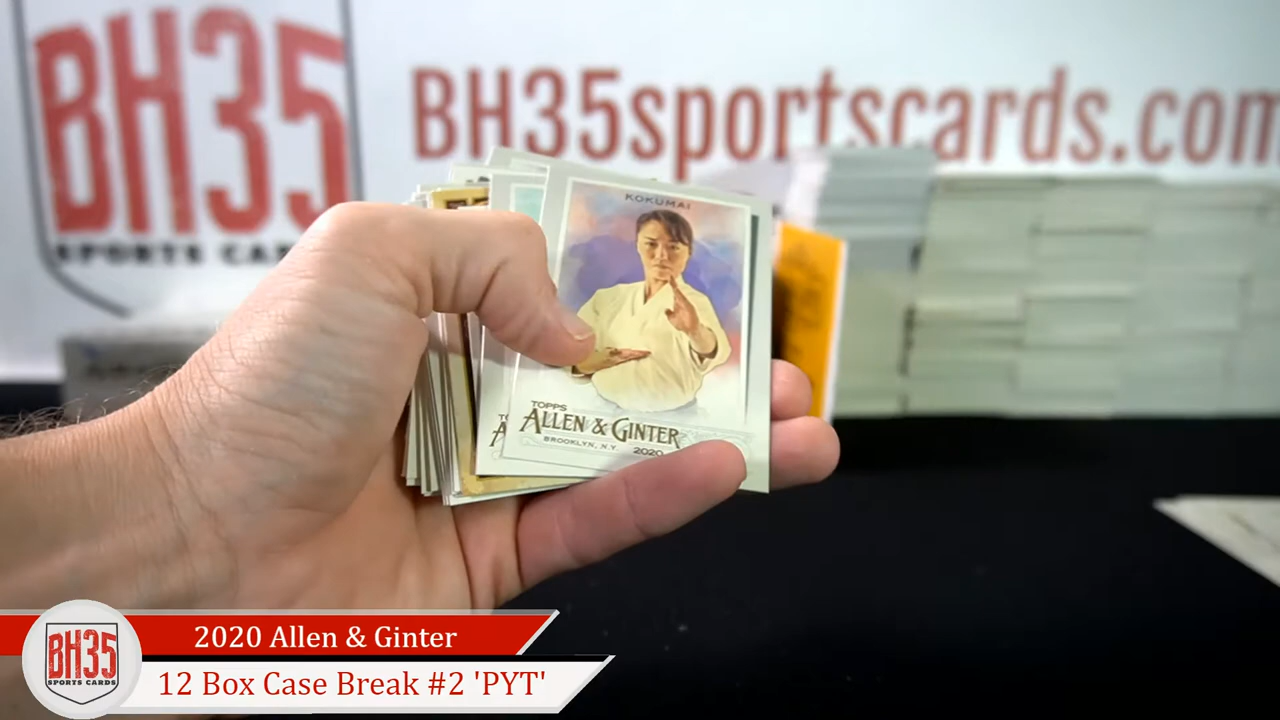 BH35
SPORTS CARDS
BH35sportscards.com
KOKUMAI
TOPPS
ALLEN & GINTER
BROOKLYN, N.Y. 2020
2020 Allen & Ginter
12 Box Case Break #2 'PYT'
BH35
SPORTS CARDS